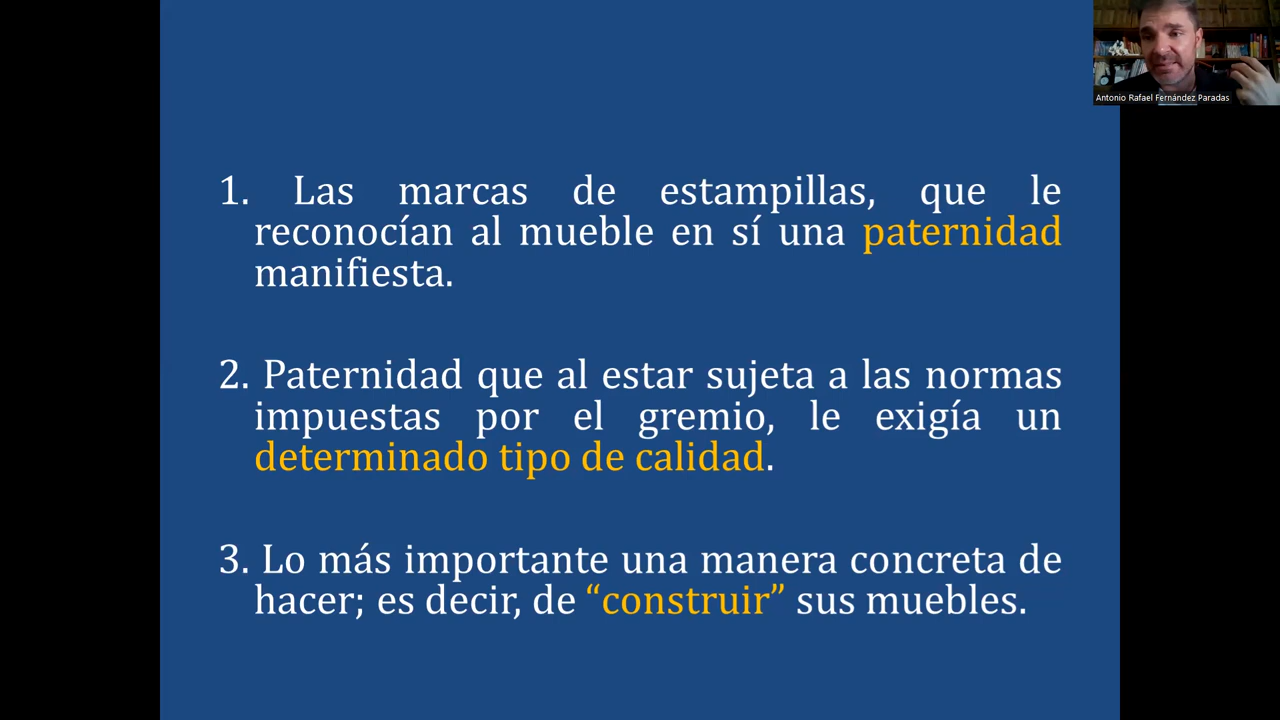 Antonio Rafael Fernández Paradas
1. Las marcas de estampillas, que le
reconocían al mueble en sí una paternidad
manifiesta.
2. Paternidad que al estar sujeta a las normas
impuestas por el gremio, le exigía un
determinado tipo de calidad.
3. Lo más importante una manera concreta de
hacer; es decir, de “construir” sus muebles.